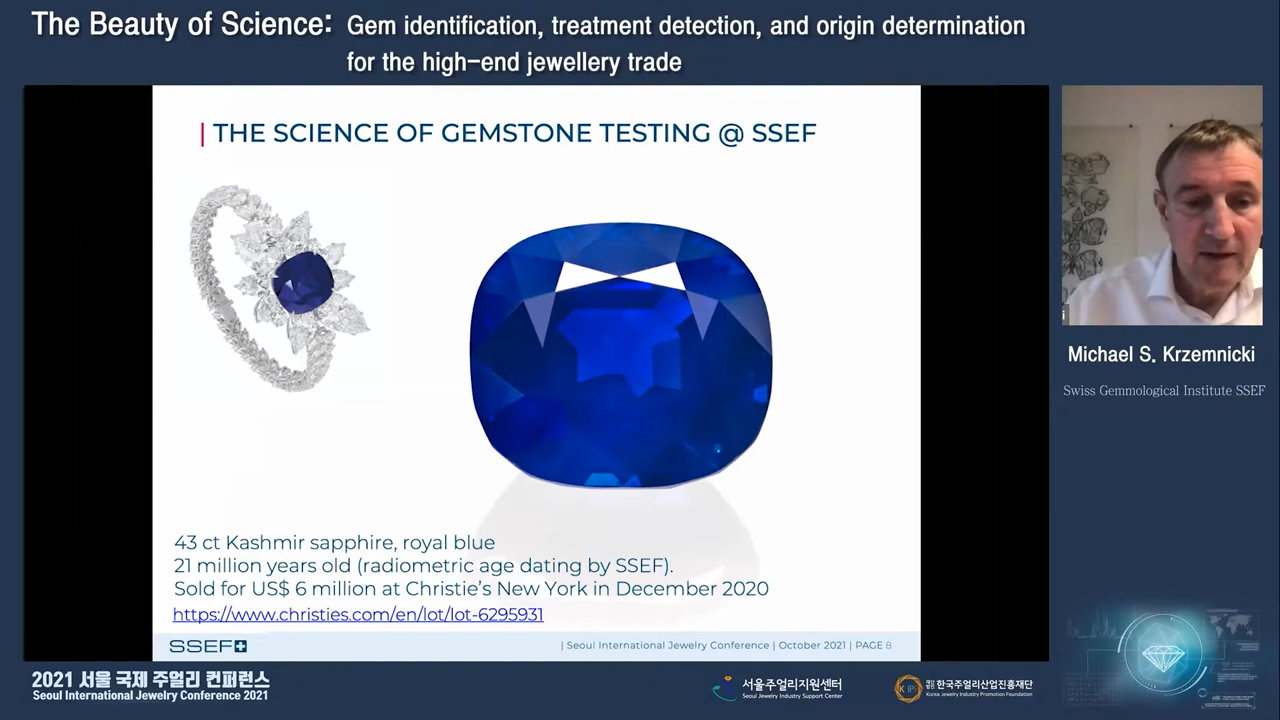 The Beauty of Science: Gem identification, treatment detection, and origin determination
for the high-end jewellery trade
| THE SCIENCE OF GEMSTONE TESTING @ SSEF
43 ct Kashmir sapphire, royal blue
21 million years old (radiometric age dating by SSEF).
Sold for US$ 6 million at Christie's New York in December 2020
https://www.christies.com/en/lot/lot-6295931
SSEF
| Seoul International Jewelry Conference | October 2021 | PAGE 8
Michael S. Krzemnicki
Swiss Gemmological Institute SSEF
2021 서울 국제 주얼리 컨퍼런스
Seoul International Jewelry Conference 2021
서울주얼리지원센터
Seoul Jewelry Industry Support Center
재단법인 한국주얼리산업진흥재단
Korea Jewelry Industry Promotion Foundation